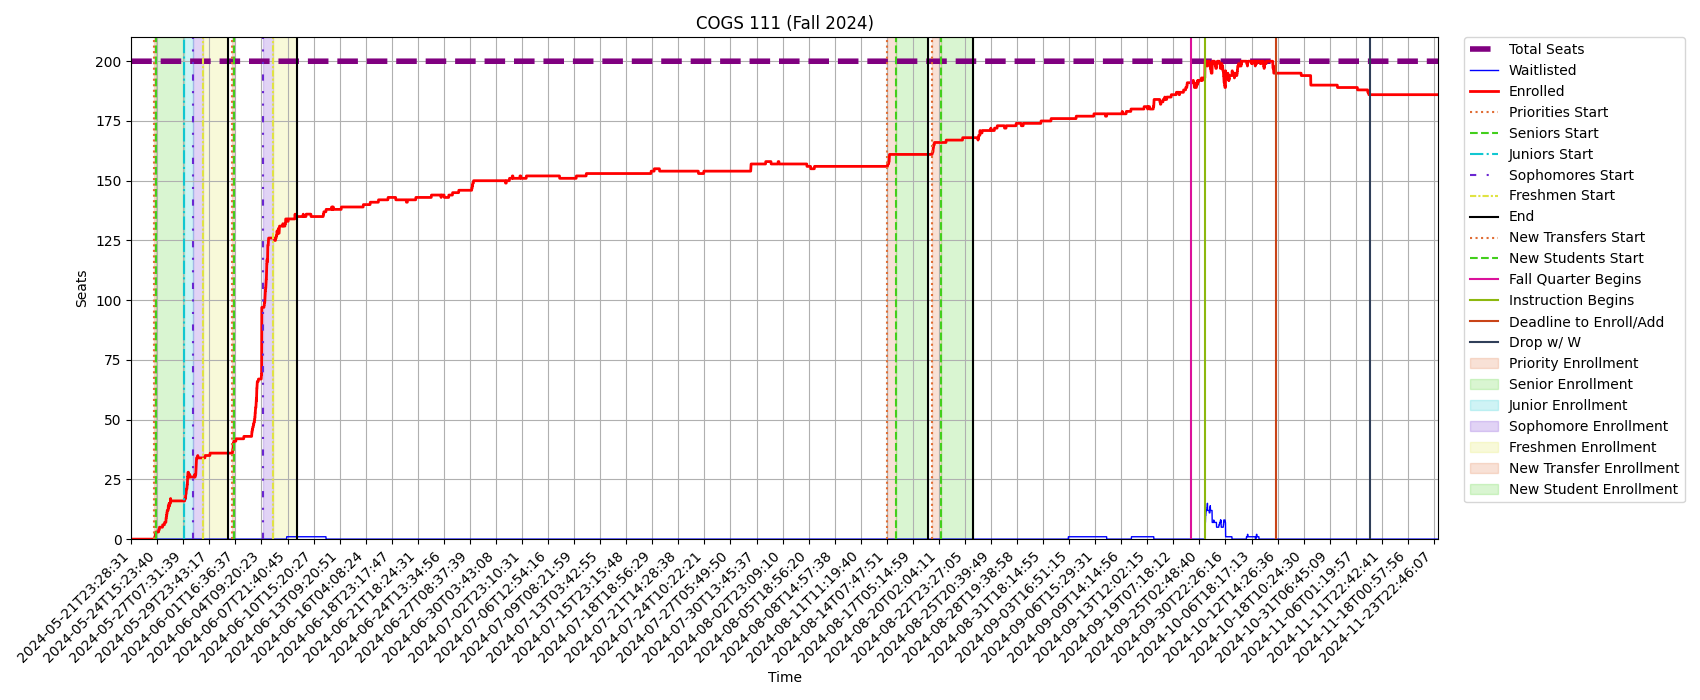 COGS 111 (Fall 2024)
Seats
200
175
150
125
100
75
50
25
0
2024-05-21T23:28:31
2024-05-24T15:23:40
2024-05-27T07:31:39
2024-05-29T23:43:17
2024-06-01T16:36:37
2024-06-04T09:20:23
2024-06-07T21:40:45
2024-06-10T15:20:27
2024-06-13T09:20:51
2024-06-16T04:08:24
2024-06-18T23:17:47
2024-06-21T18:24:31
2024-06-24T13:34:56
2024-06-27T08:37:39
2024-06-30T03:43:08
2024-07-02T23:10:31
2024-07-06T12:54:16
2024-07-09T08:21:59
2024-07-13T03:42:55
2024-07-15T23:15:48
2024-07-18T18:56:29
2024-07-21T14:28:38
2024-07-24T10:22:21
2024-07-27T05:49:50
2024-07-30T13:45:37
2024-08-02T23:09:10
2024-08-05T18:56:20
2024-08-08T14:57:38
2024-08-11T11:19:40
2024-08-14T07:47:51
2024-08-17T05:14:59
2024-08-20T02:04:11
2024-08-22T23:27:05
2024-08-25T20:39:49
2024-08-28T19:38:58
2024-08-31T18:14:55
2024-09-03T16:51:15
2024-09-06T15:29:31
2024-09-09T14:14:56
2024-09-13T12:02:15
2024-09-19T07:18:12
2024-09-25T02:48:40
2024-09-30T22:26:16
2024-10-06T18:17:13
2024-10-12T14:26:36
2024-10-18T10:24:30
2024-10-31T06:45:09
2024-11-06T01:19:57
2024-11-11T22:42:41
2024-11-18T00:57:56
2024-11-23T22:46:07
Time
Total Seats
Waitlisted
Enrolled
Priorities Start
Seniors Start
Juniors Start
Sophomores Start
Freshmen Start
End
New Transfers Start
New Students Start
Fall Quarter Begins
Instruction Begins
Deadline to Enroll/Add
Drop w/ W
Priority Enrollment
Senior Enrollment
Junior Enrollment
Sophomore Enrollment
Freshmen Enrollment
New Transfer Enrollment
New Student Enrollment